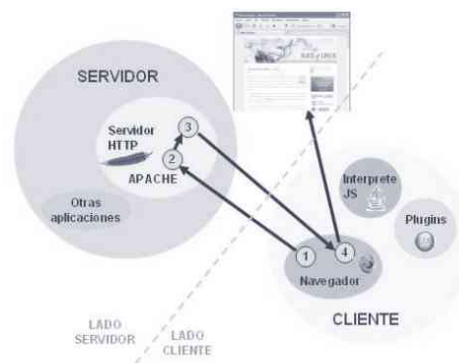 SERVIDOR
Servidor
HTTP
3
2
APACHE
Otras
aplicaciones
Interprete
JS
Plugins
1
4
Navegador
CLIENTE
LADO
SERVIDOR
LADO
CLIENTE